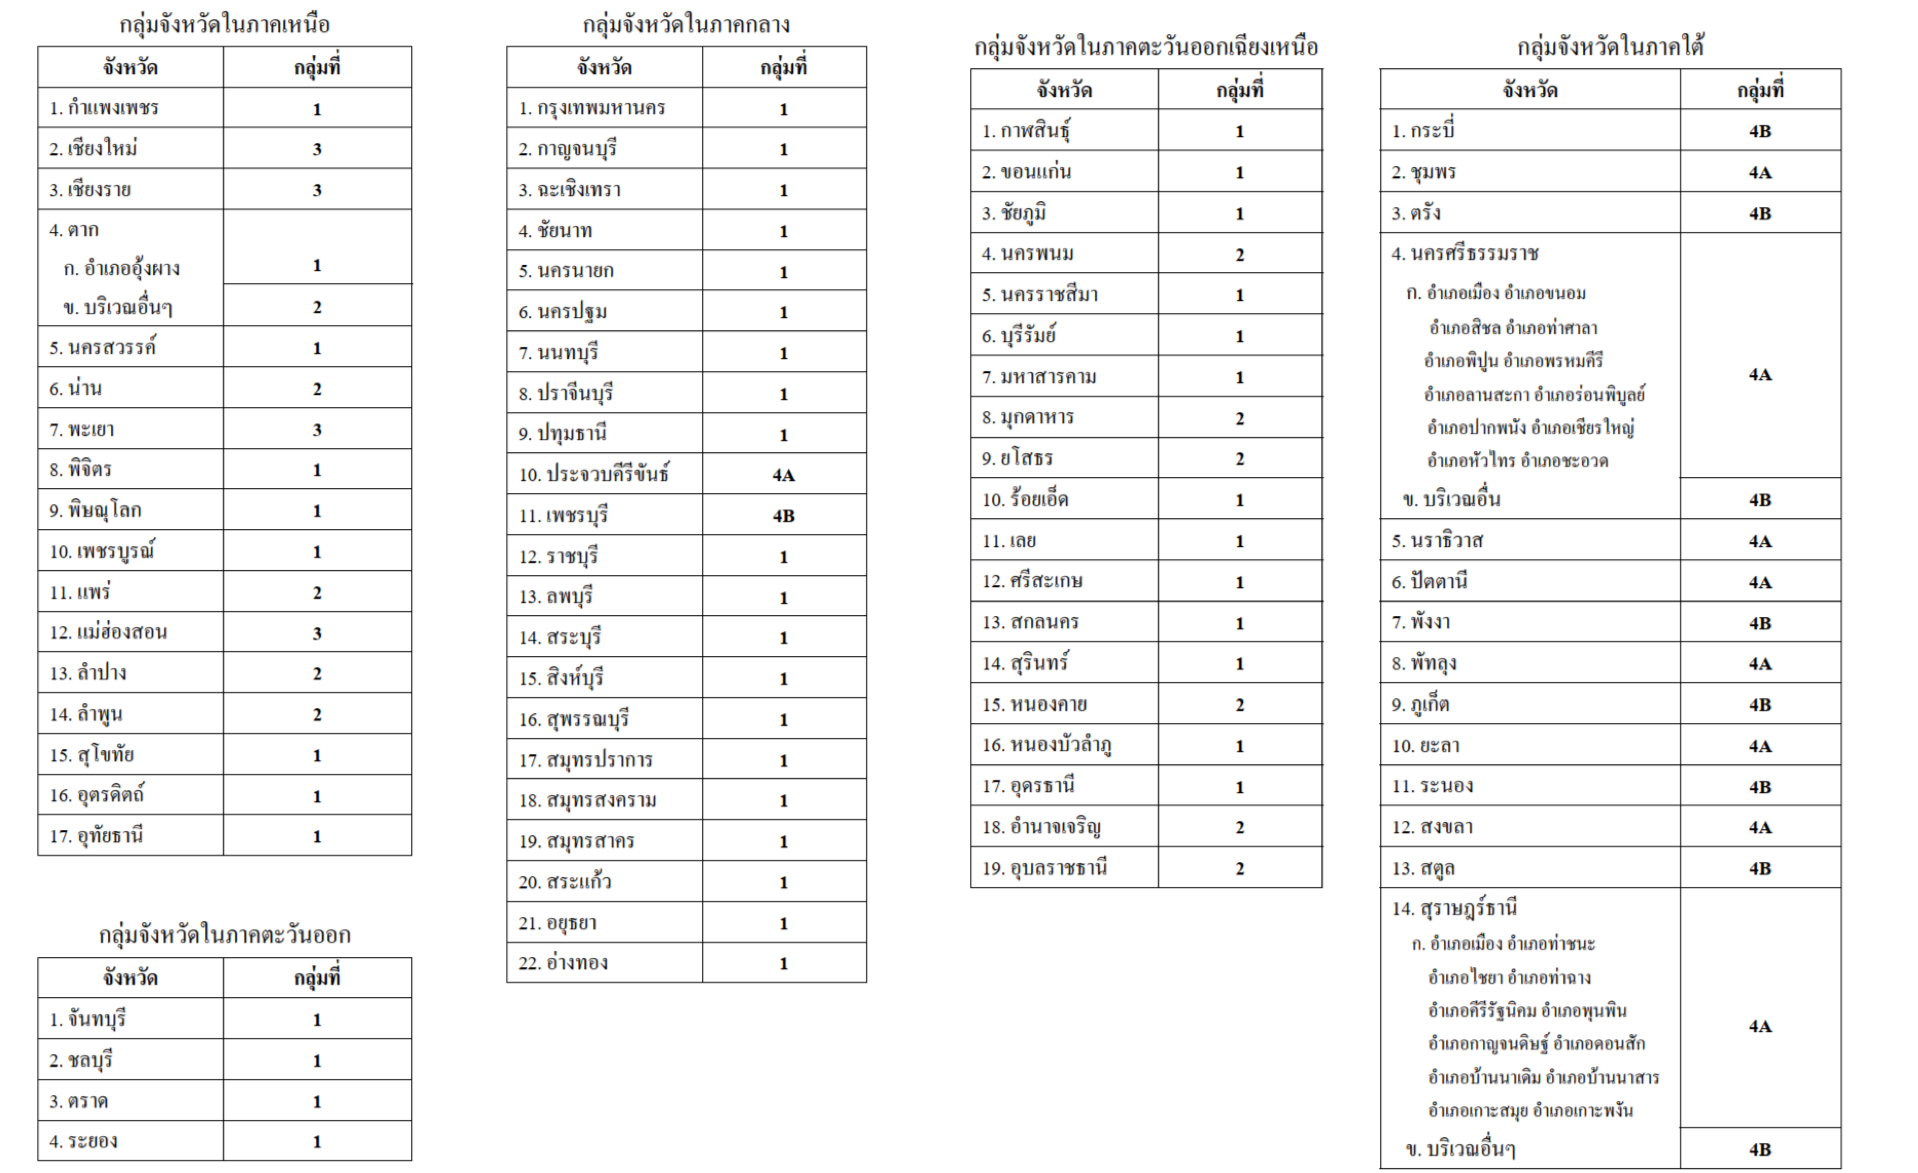 กลุ่มจังหวัดในภาคเหนือ
จังหวัด กลุ่มที่
1. กำแพงเพชร 1
2. เชียงใหม่ 3
3. เชียงราย 3
4. ตาก
ก. อำเภออุ้งผาง 1
ข. บริเวณอื่นๆ 2
5. นครสวรรค์ 1
6. น่าน 2
7. พะเยา 3
8. พิจิตร 1
9. พิษณุโลก 1
10. เพชรบูรณ์ 1
11. แพร่ 2
12. แม่ฮ่องสอน 3
13. ลำปาง 2
14. ลำพูน 2
15. สุโขทัย 1
16. อุตรดิตถ์ 1
17. อุทัยธานี 1
กลุ่มจังหวัดในภาคตะวันออก
จังหวัด กลุ่มที่
1. จันทบุรี 1
2. ชลบุรี 1
3. ตราด 1
4. ระยอง 1
กลุ่มจังหวัดในภาคกลาง
จังหวัด กลุ่มที่
1. กรุงเทพมหานคร 1
2. กาญจนบุรี 1
3. ฉะเชิงเทรา 1
4. ชัยนาท 1
5. นครนายก 1
6. นครปฐม 1
7. นนทบุรี 1
8. ปราจีนบุรี 1
9. ปทุมธานี 1
10. ประจวบคีรีขันธ์ 4A
11. เพชรบุรี 4B
12. ราชบุรี 1
13. ลพบุรี 1
14. สระบุรี 1
15. สิงห์บุรี 1
16. สุพรรณบุรี 1
17. สมุทรปราการ 1
18. สมุทรสงคราม 1
19. สมุทรสาคร 1
20. สระแก้ว 1
21. อยุธยา 1
22. อ่างทอง 1
กลุ่มจังหวัดในภาคตะวันออกเฉียงเหนือ
จังหวัด กลุ่มที่
1. กาฬสินธุ์ 1
2. ขอนแก่น 1
3. ชัยภูมิ 1
4. นครพนม 2
5. นครราชสีมา 1
6. บุรีรัมย์ 1
7. มหาสารคาม 1
8. มุกดาหาร 2
9. ยโสธร 2
10. ร้อยเอ็ด 1
11. เลย 1
12. ศรีสะเกษ 1
13. สกลนคร 1
14. สุรินทร์ 1
15. หนองคาย 2
16. หนองบัวลำภู 1
17. อุดรธานี 1
18. อำนาจเจริญ 2
19. อุบลราชธานี 2
กลุ่มจังหวัดในภาคใต้
จังหวัด กลุ่มที่
1. กระบี่ 4B
2. ชุมพร 4A
3. ตรัง 4B
4. นครศรีธรรมราช
ก. อำเภอเมือง อำเภอขนอม
อำเภอสิชล อำเภอท่าศาลา
อำเภอพิปูน อำเภอพรหมคีรี
4A
อำเภอลานสะกา อำเภอร่อนพิบูลย์
อำเภอปากพนัง อำเภอเชียรใหญ่
อำเภอหัวไทร อำเภอชะอวด
ข. บริเวณอื่น 4B
5. นราธิวาส 4A
6. ปัตตานี 4A
7. พังงา 4B
8. พัทลุง 4A
9. ภูเก็ต 4B
10. ยะลา 4A
11. ระนอง 4B
12. สงขลา 4A
13. สตูล 4B
14. สุราษฎร์ธานี
ก. อำเภอเมือง อำเภอท่าชนะ
อำเภอไชยา อำเภอท่าฉาง
อำเภอคีรีรัฐนิคม อำเภอพุนพิน
4A
อำเภอกาญจนดิษฐ์ อำเภอดอนสัก
อำเภอบ้านนาเดิม อำเภอบ้านนาสาร
อำเภอเกาะสมุย อำเภอเกาะพงัน
ข. บริเวณอื่นๆ 4B